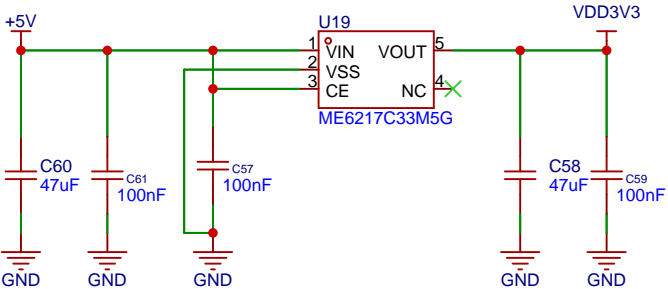 +5V
U19
VDD3V3
1
VIN
VOUT
5
2
VSS
3
CE
NC
4
ME6217C33M5G
C60
47uF
C61
100nF
C57
100nF
C58
47uF
C59
100nF
GND
GND
GND
GND
GND